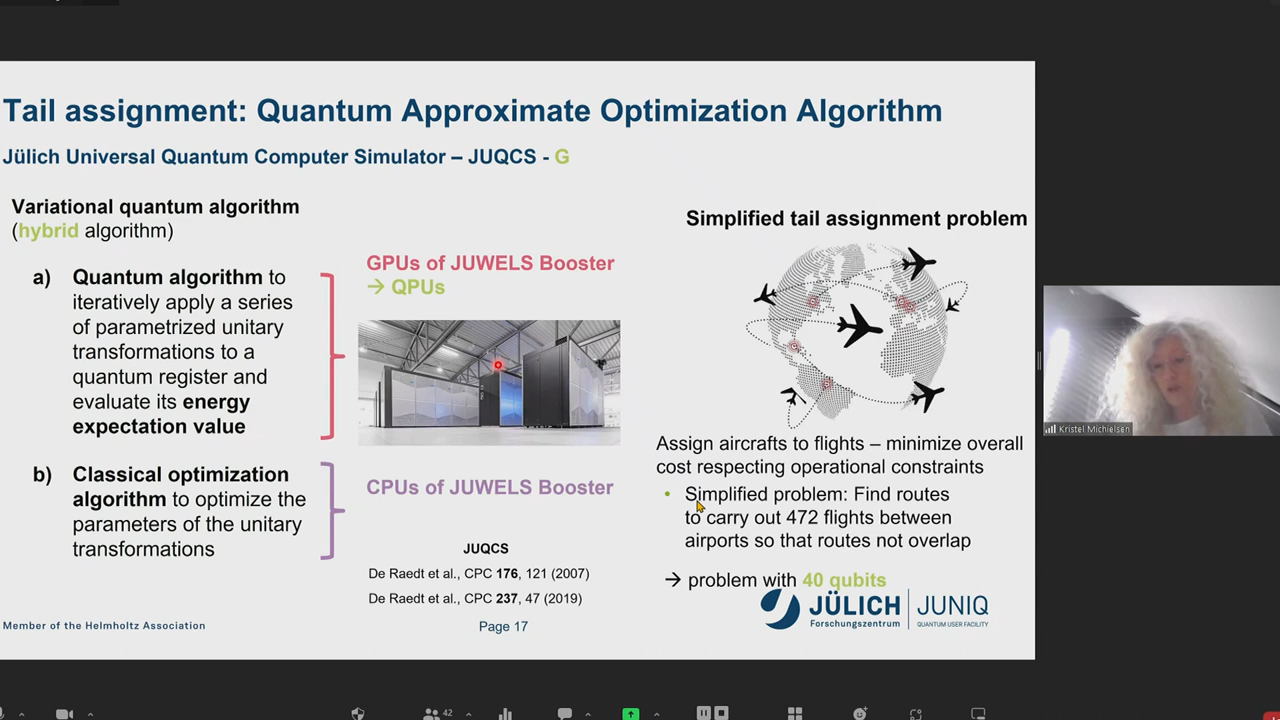 Tail assignment: Quantum Approximate Optimization Algorithm
Jülich Universal Quantum Computer Simulator – JUQCS - G
Variational quantum algorithm
(hybrid algorithm)
a) Quantum algorithm to
iteratively apply a series
of parametrized unitary
transformations to a
quantum register and
evaluate its energy
expectation value
b) Classical optimization
algorithm to optimize the
parameters of the unitary
transformations
GPUs of JUWELS Booster
→ QPUs
CPUs of JUWELS Booster
JUQCS
De Raedt et al., CPC 176, 121 (2007)
De Raedt et al., CPC 237, 47 (2019)
Simplified tail assignment problem
Assign aircrafts to flights – minimize overall
cost respecting operational constraints
• Simplified problem: Find routes
to carry out 472 flights between
airports so that routes not overlap
→ problem with 40 qubits
Member of the Helmholtz Association
Page 17
JÜLICH
Forschungszentrum
JUNIQ
QUANTUM USER FACILITY
Kristel Michielsen
42